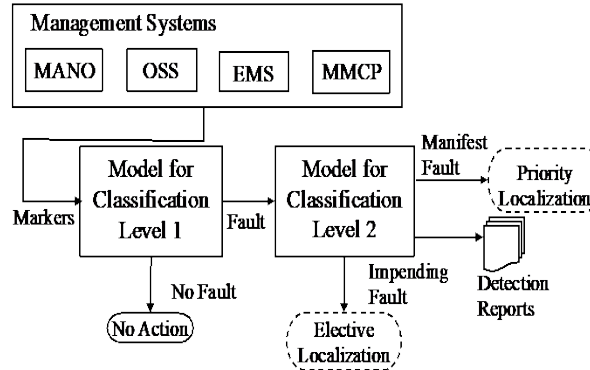 Management Systems
MANO
OSS
EMS
MMCP
Markers
Model for
Classification
Level 1
Fault
Model for
Classification
Level 2
Manifest
Fault
Priority
Localization
No Fault
No Action
Impending
Fault
Elective
Localization
Detection
Reports